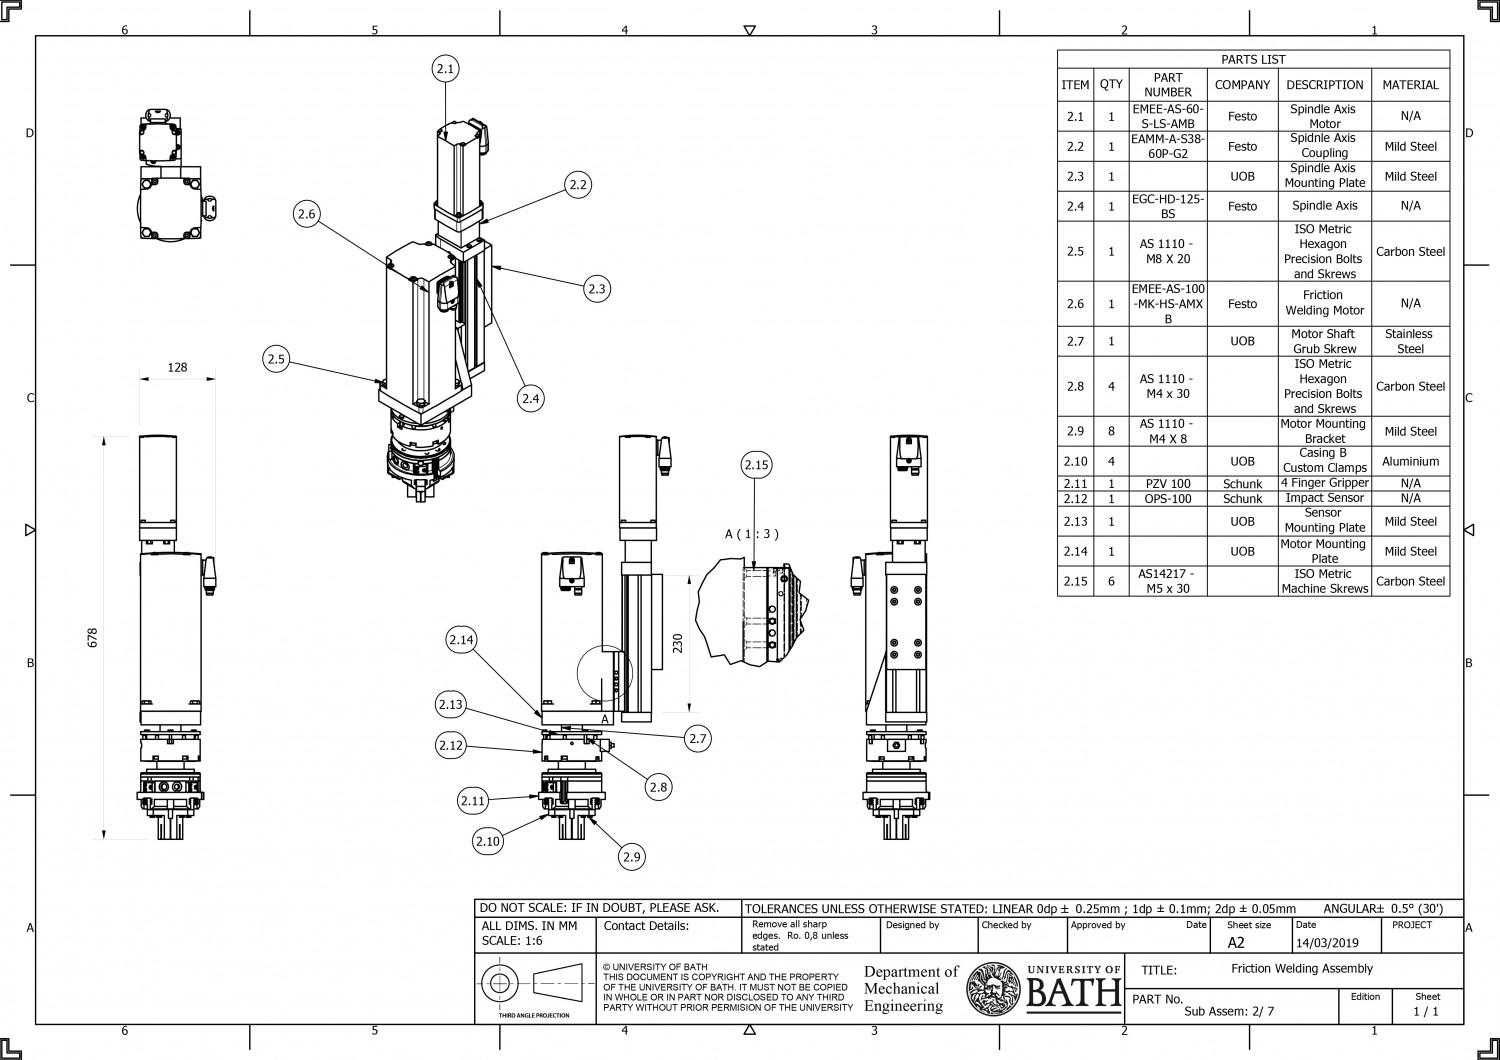 6 5 4 3 2 1
D
D
C
C
B
B
A
A
2.1
2.2
2.6
2.3
2.5
2.4
128
678
2.15
A ( 1 : 3 )
230
2.14
A
2.13
2.12
2.7
2.8
2.11
2.10
2.9
PARTS LIST
ITEM QTY PART NUMBER COMPANY DESCRIPTION MATERIAL
2.1 1 EMEE-AS-60-S-LS-AMB Festo Spindle Axis Motor N/A
2.2 1 EAMM-A-S38-60P-G2 Festo Spidnle Axis Coupling Mild Steel
2.3 1 UOB Spindle Axis Mounting Plate Mild Steel
2.4 1 EGC-HD-125-BS Festo Spindle Axis N/A
2.5 1 AS 1110 - M8 X 20 ISO Metric Hexagon Precision Bolts and Skrews Carbon Steel
2.6 1 EMEE-AS-100-MK-HS-AMXB Festo Friction Welding Motor N/A
2.7 1 UOB Motor Shaft Grub Skrew Stainless Steel
2.8 4 AS 1110 - M4 x 30 ISO Metric Hexagon Precision Bolts and Skrews Carbon Steel
2.9 8 AS 1110 - M4 X 8 Motor Mounting Bracket Mild Steel
2.10 4 UOB Casing B Custom Clamps Aluminium
2.11 1 PZV 100 Schunk 4 Finger Gripper N/A
2.12 1 OPS-100 Schunk Impact Sensor N/A
2.13 1 UOB Sensor Mounting Plate Mild Steel
2.14 1 UOB Motor Mounting Plate Mild Steel
2.15 6 AS14217 - M5 x 30 ISO Metric Machine Skrews Carbon Steel
DO NOT SCALE: IF IN DOUBT, PLEASE ASK.
TOLERANCES UNLESS OTHERWISE STATED: LINEAR 0dp ± 0.25mm ; 1dp ± 0.1mm; 2dp ± 0.05mm ANGULAR± 0.5° (30')
ALL DIMS. IN MM
SCALE: 1:6
Contact Details:
Remove all sharp
edges. Ro. 0,8 unless
stated
Designed by
Checked by
Approved by Date
Sheet size
A2
Date
14/03/2019
PROJECT
THIRD ANGLE PROJECTION
© UNIVERSITY OF BATH
THIS DOCUMENT IS COPYRIGHT AND THE PROPERTY
OF THE UNIVERSITY OF BATH. IT MUST NOT BE COPIED
IN WHOLE OR IN PART NOR DISCLOSED TO ANY THIRD
PARTY WITHOUT PRIOR PERMISION OF THE UNIVERSITY
Department of
Mechanical
Engineering
UNIVERSITY OF
BATH
TITLE: Friction Welding Assembly
PART No.
Sub Assem: 2/ 7
Edition
Sheet
1 / 1
6 5 4 3 2 1